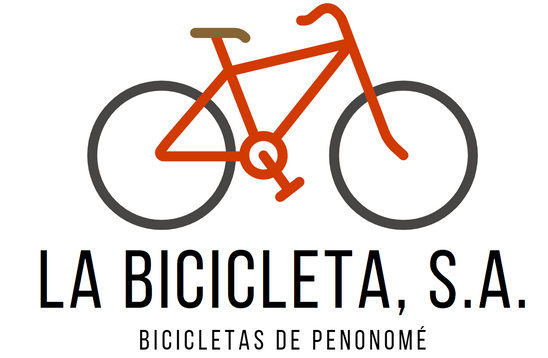 LA BICICLETA, S.A.
BICICLETAS DE PENONOMÉ